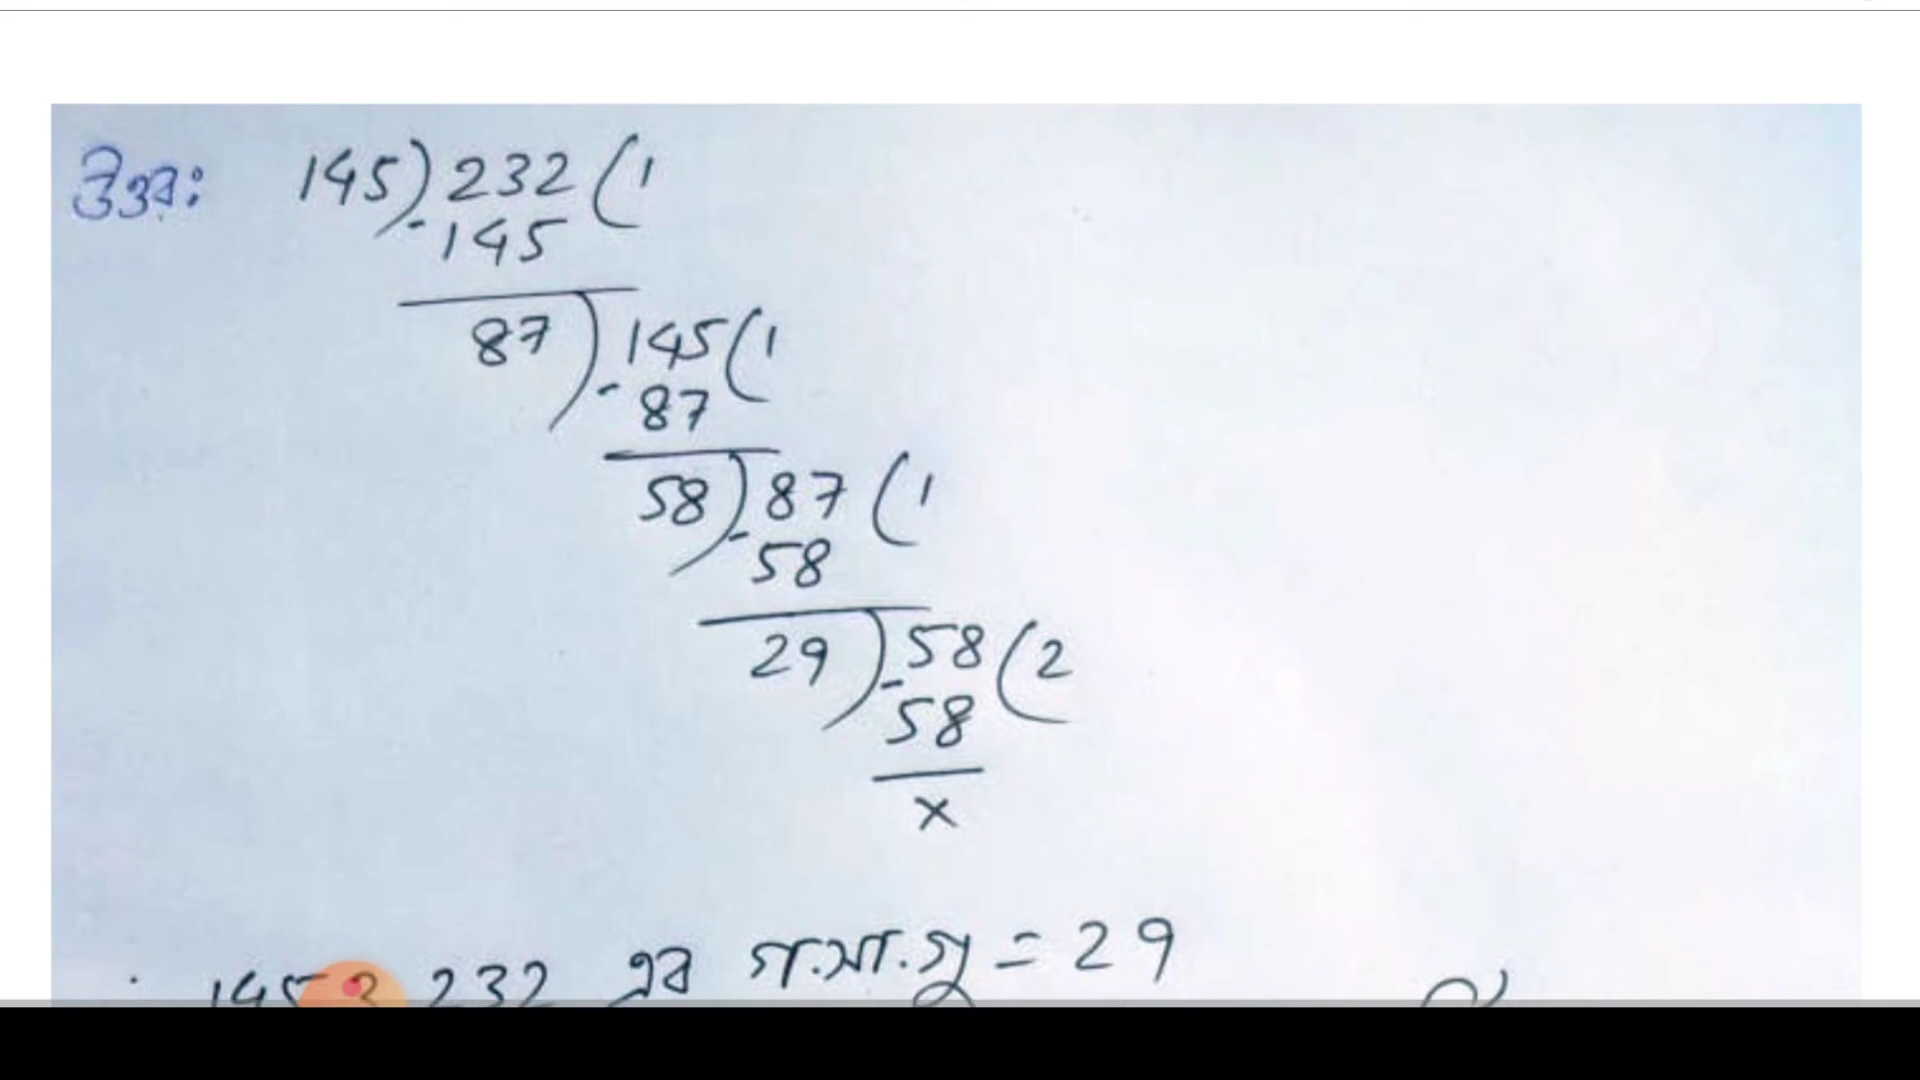 উত্তর: 145) 232 (1
- 145
87) 145 (1
- 87
58) 87 (1
- 58
29) 58 (2
- 58
x
145 ও 232 এর গ.সা.গু = 29